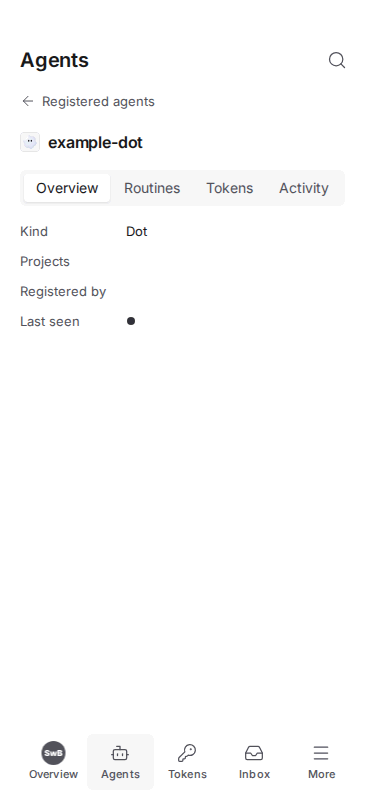 Agents
Registered agents
example-dot
Overview Routines Tokens Activity
Kind Dot
Projects
Registered by
Last seen
SwB
Overview Agents Tokens Inbox More